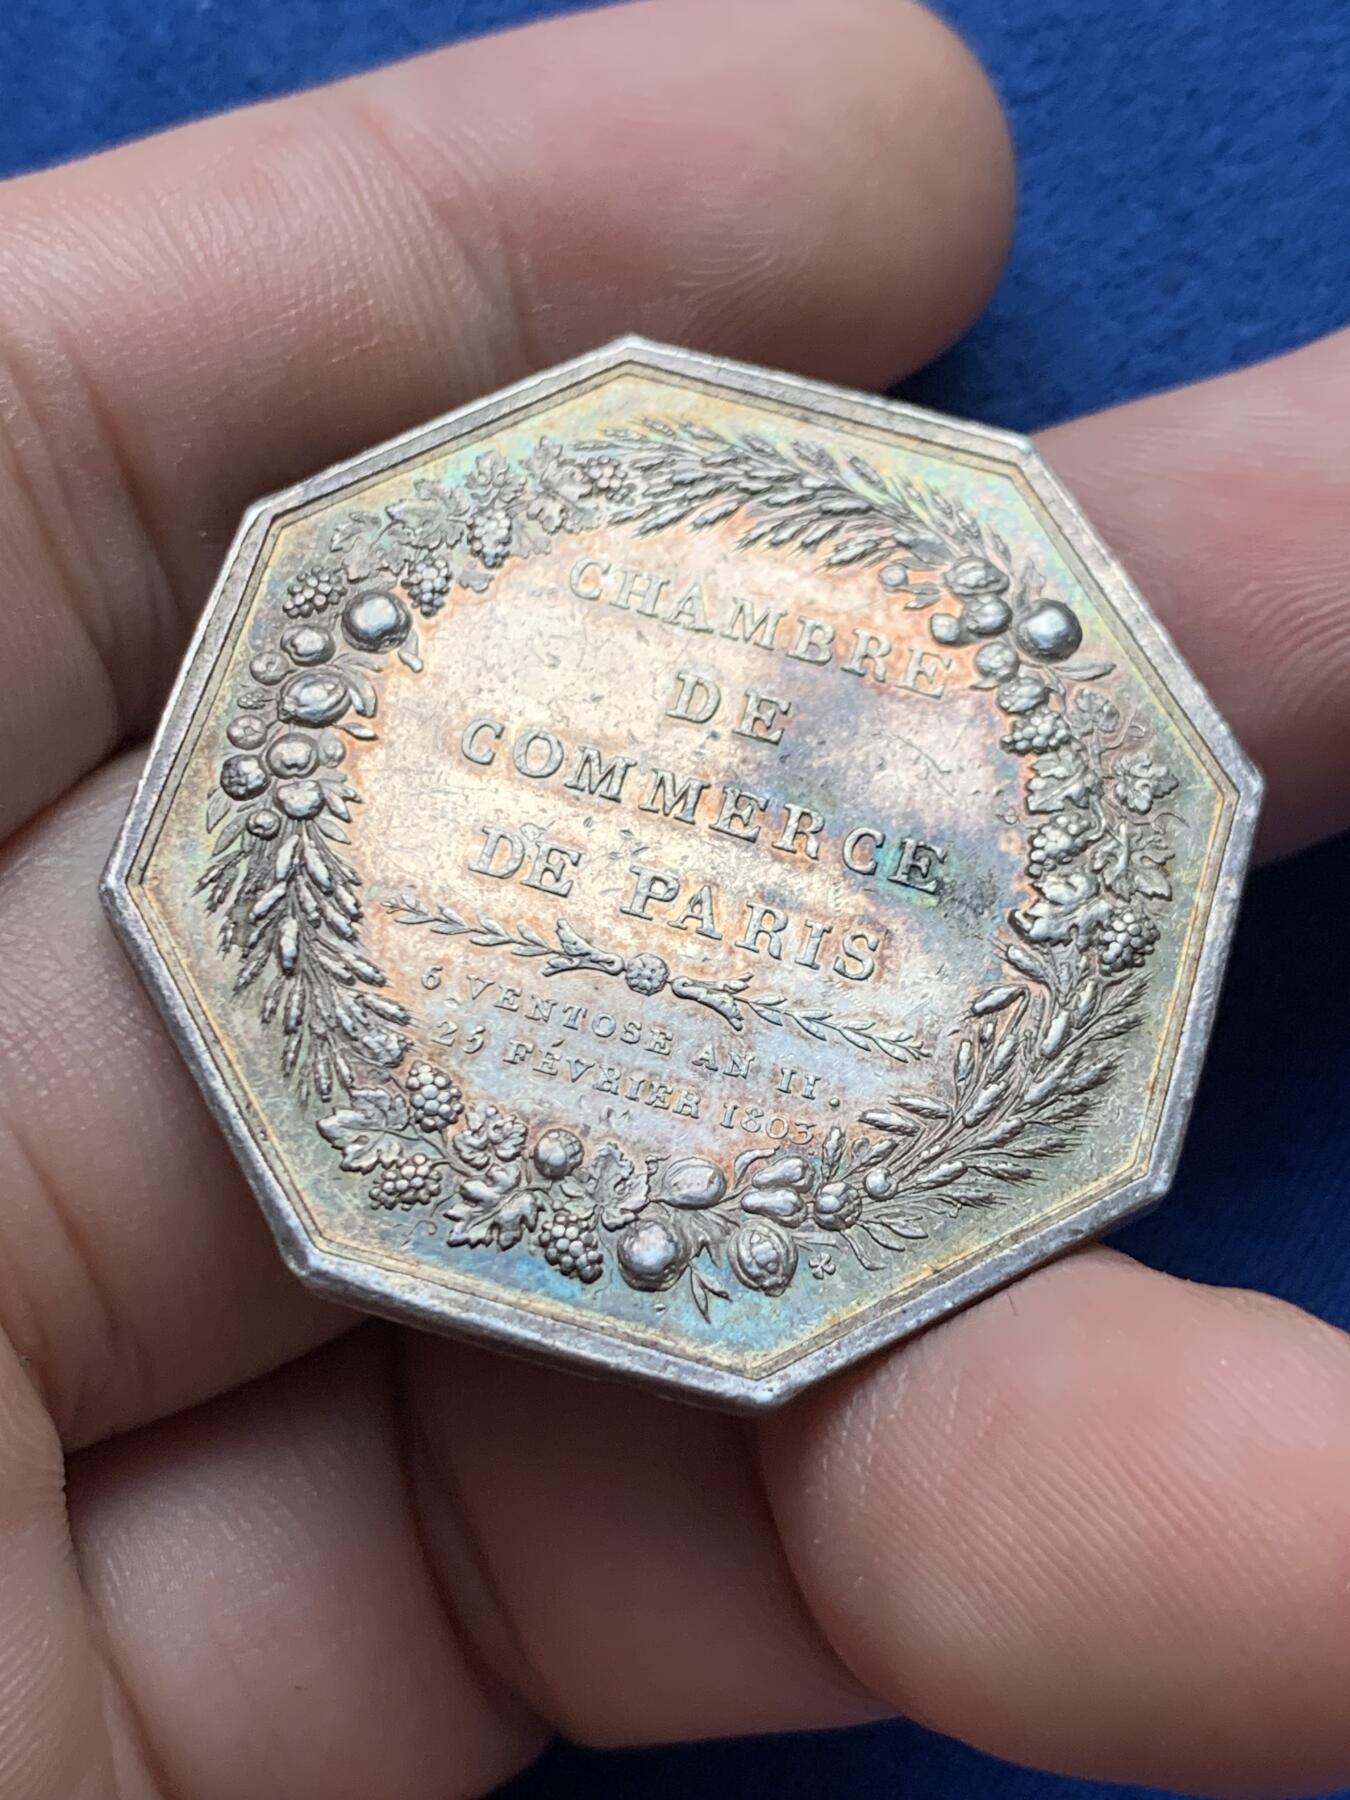 CHAMBRE
DE
COMMERCE
DE PARIS
6 VENTOSE AN II.
25 FÉVRIER 1803